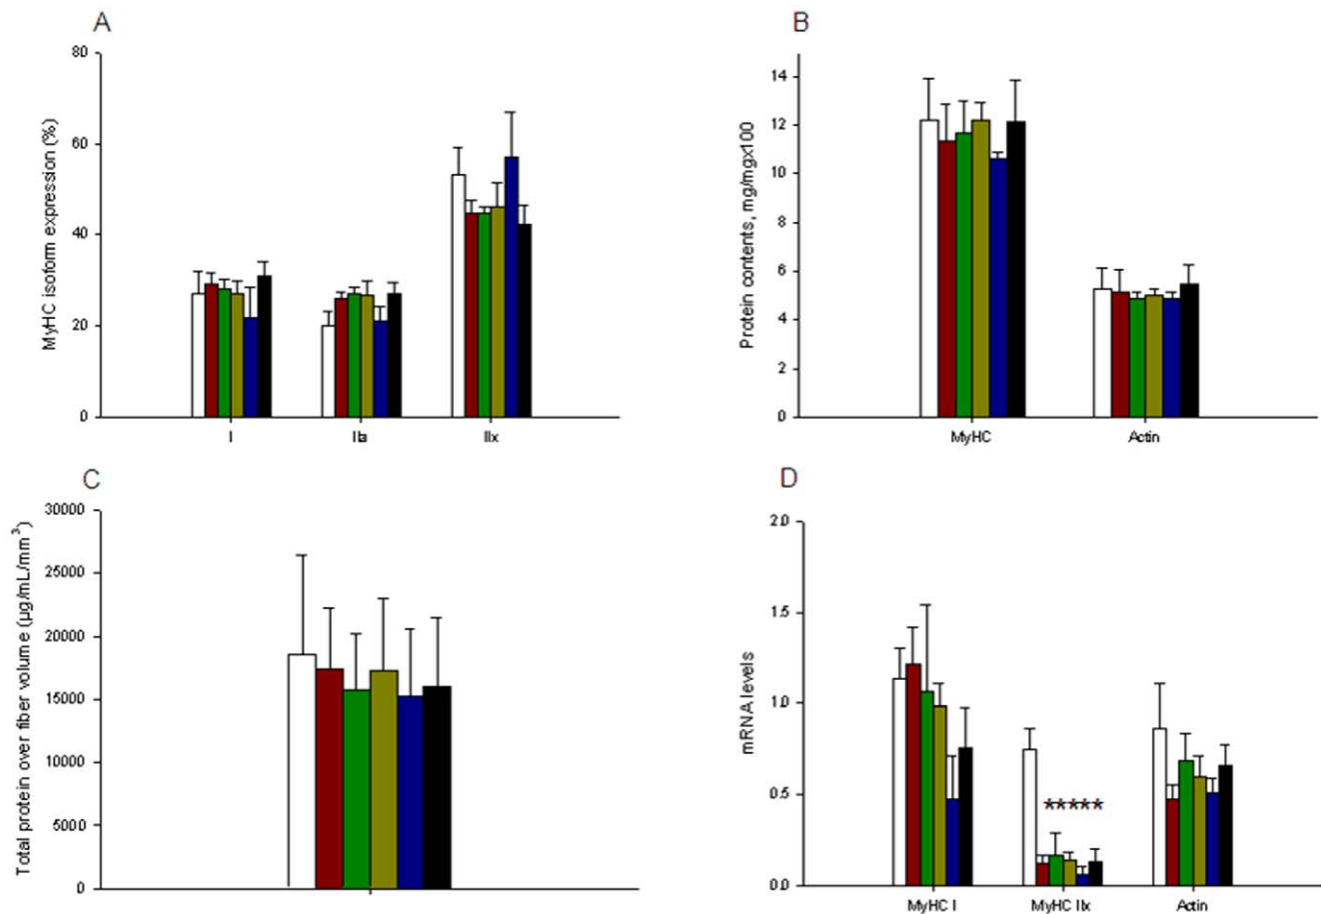 A
MyHC isoform expression (%)
80
60
40
20
0
I
IIa
IIx
B
Protein contents, mg/mgx100
14
12
10
8
6
4
2
0
MyHC
Actin
C
Total protein over fiber volume (µg/mL/mm³)
30000
25000
20000
15000
10000
5000
0
D
mRNA levels
2.0
1.5
1.0
0.5
0.0
*****
MyHC I
MyHC IIx
Actin